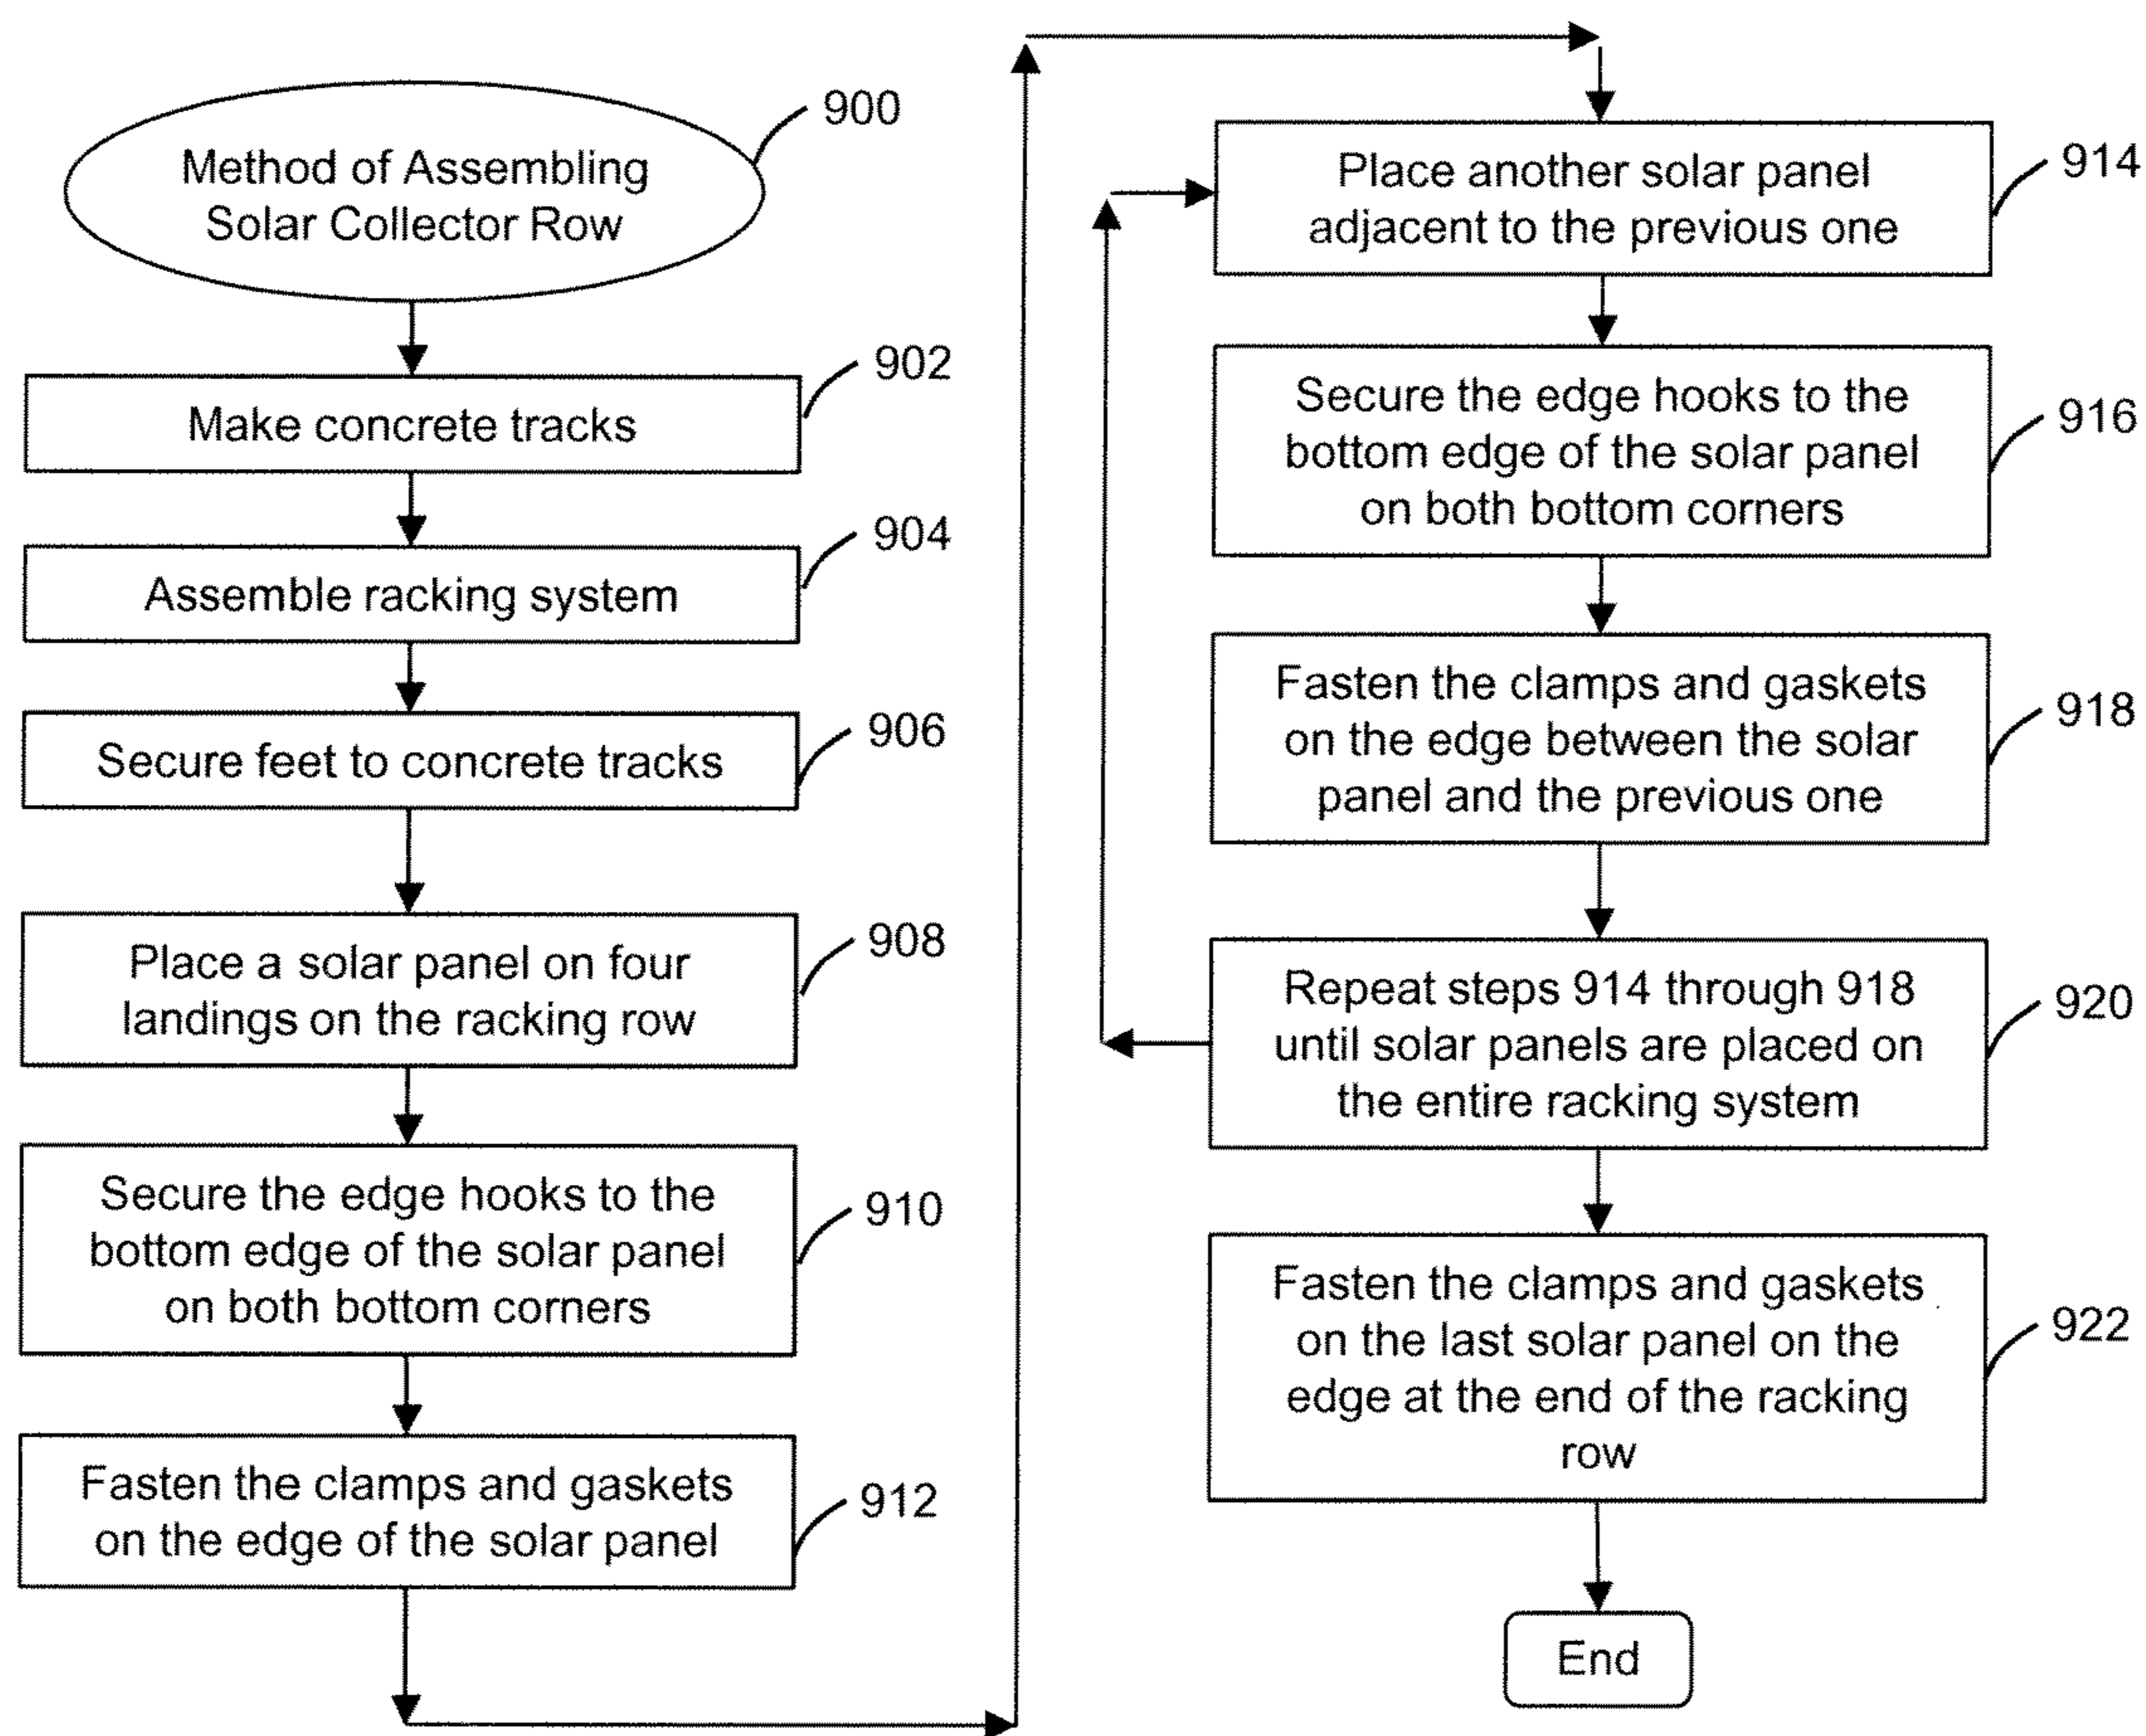 900
Method of Assembling
Solar Collector Row
902
Make concrete tracks
904
Assemble racking system
906
Secure feet to concrete tracks
908
Place a solar panel on four
landings on the racking row
910
Secure the edge hooks to the
bottom edge of the solar panel
on both bottom corners
912
Fasten the clamps and gaskets
on the edge of the solar panel
914
Place another solar panel
adjacent to the previous one
916
Secure the edge hooks to the
bottom edge of the solar panel
on both bottom corners
918
Fasten the clamps and gaskets
on the edge between the solar
panel and the previous one
920
Repeat steps 914 through 918
until solar panels are placed on
the entire racking system
922
Fasten the clamps and gaskets
on the last solar panel on the
edge at the end of the racking
row
End